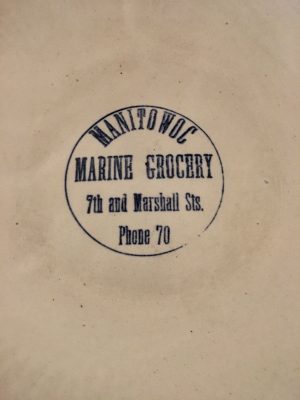 MANITOWOC
MARINE GROCERY
7th and Marshall Sts.
Phone 70